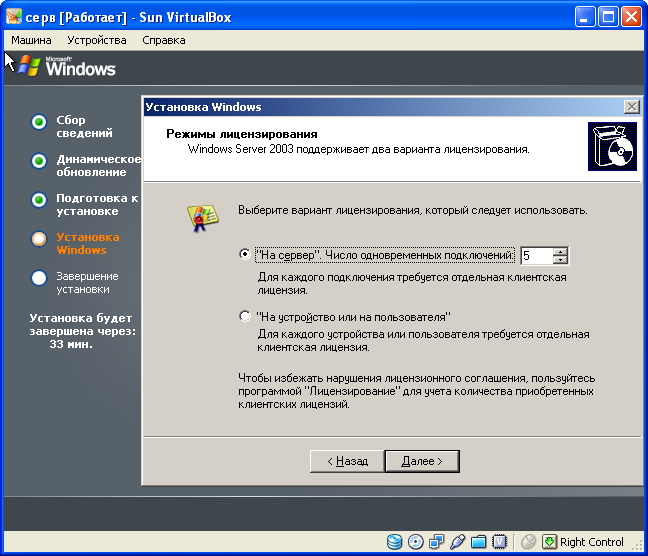 серв [Работает] - Sun VirtualBox
Машина Устройства Справка
Microsoft
Windows
Сбор
сведений
Динамическое
обновление
Подготовка к
установке
Установка
Windows
Завершение
установки
Установка будет
завершена через:
33 мин.
Установка Windows
Режимы лицензирования
Windows Server 2003 поддерживает два варианта лицензирования.
Выберите вариант лицензирования, который следует использовать.
"На сервер". Число одновременных подключений: 5
Для каждого подключения требуется отдельная клиентская
лицензия.
"На устройство или на пользователя"
Для каждого устройства или пользователя требуется отдельная
клиентская лицензия.
Чтобы избежать нарушения лицензионного соглашения, пользуйтесь
программой "Лицензирование" для учета количества приобретенных
клиентских лицензий.
< Назад Далее >
Right Control